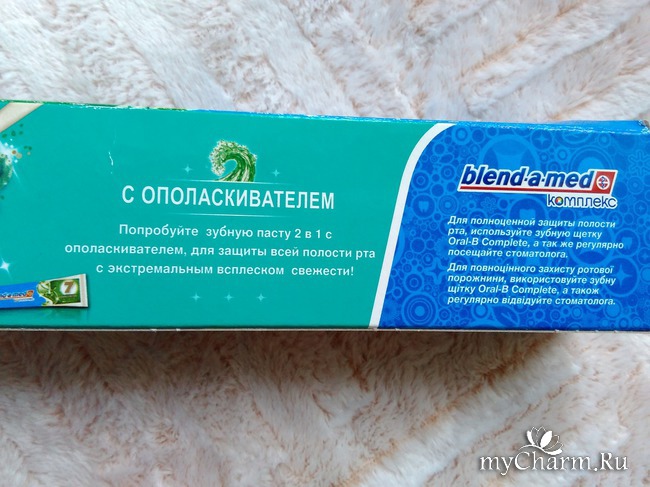 С ОПОЛАСКИВАТЕЛЕМ
Попробуйте зубную пасту 2 в 1 с
ополаскивателем, для защиты всей полости рта
с экстремальным всплеском свежести!
7
blend-a-med
комплекс
Для полноценной защиты полости
рта, используйте зубную щетку
Oral-B Complete, а так же регулярно
посещайте стоматолога.
Для повноцінного захисту ротової
порожнини, використовуйте зубну
щітку Oral-B Complete, а також
регулярно відвідуйте стоматолога.
myCharm.Ru